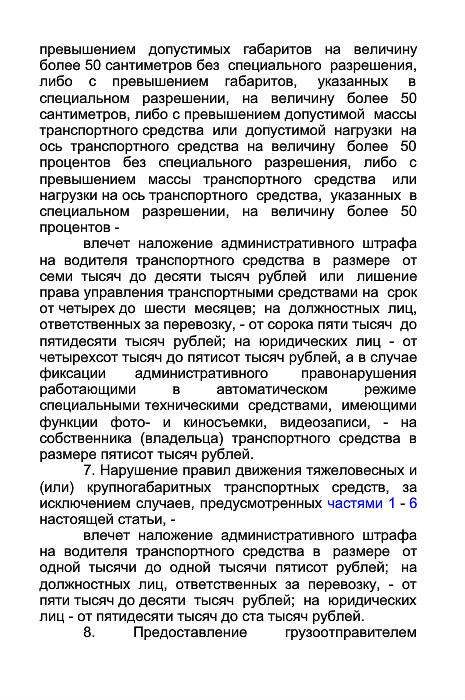 превышением допустимых габаритов на величину
более 50 сантиметров без специального разрешения,
либо с превышением габаритов, указанных в
специальном разрешении, на величину более 50
сантиметров, либо с превышением допустимой массы
транспортного средства или допустимой нагрузки на
ось транспортного средства на величину более 50
процентов без специального разрешения, либо с
превышением массы транспортного средства или
нагрузки на ось транспортного средства, указанных в
специальном разрешении, на величину более 50
процентов -
влечет наложение административного штрафа
на водителя транспортного средства в размере от
семи тысяч до десяти тысяч рублей или лишение
права управления транспортными средствами на срок
от четырех до шести месяцев; на должностных лиц,
ответственных за перевозку, - от сорока пяти тысяч до
пятидесяти тысяч рублей; на юридических лиц - от
четырехсот тысяч до пятисот тысяч рублей, а в случае
фиксации административного правонарушения
работающими в автоматическом режиме
специальными техническими средствами, имеющими
функции фото- и киносъемки, видеозаписи, - на
собственника (владельца) транспортного средства в
размере пятисот тысяч рублей.
7. Нарушение правил движения тяжеловесных и
(или) крупногабаритных транспортных средств, за
исключением случаев, предусмотренных частями 1 - 6
настоящей статьи, -
влечет наложение административного штрафа
на водителя транспортного средства в размере от
одной тысячи до одной тысячи пятисот рублей; на
должностных лиц, ответственных за перевозку, - от
пяти тысяч до десяти тысяч рублей; на юридических
лиц - от пятидесяти тысяч до ста тысяч рублей.
8. Предоставление грузоотправителем